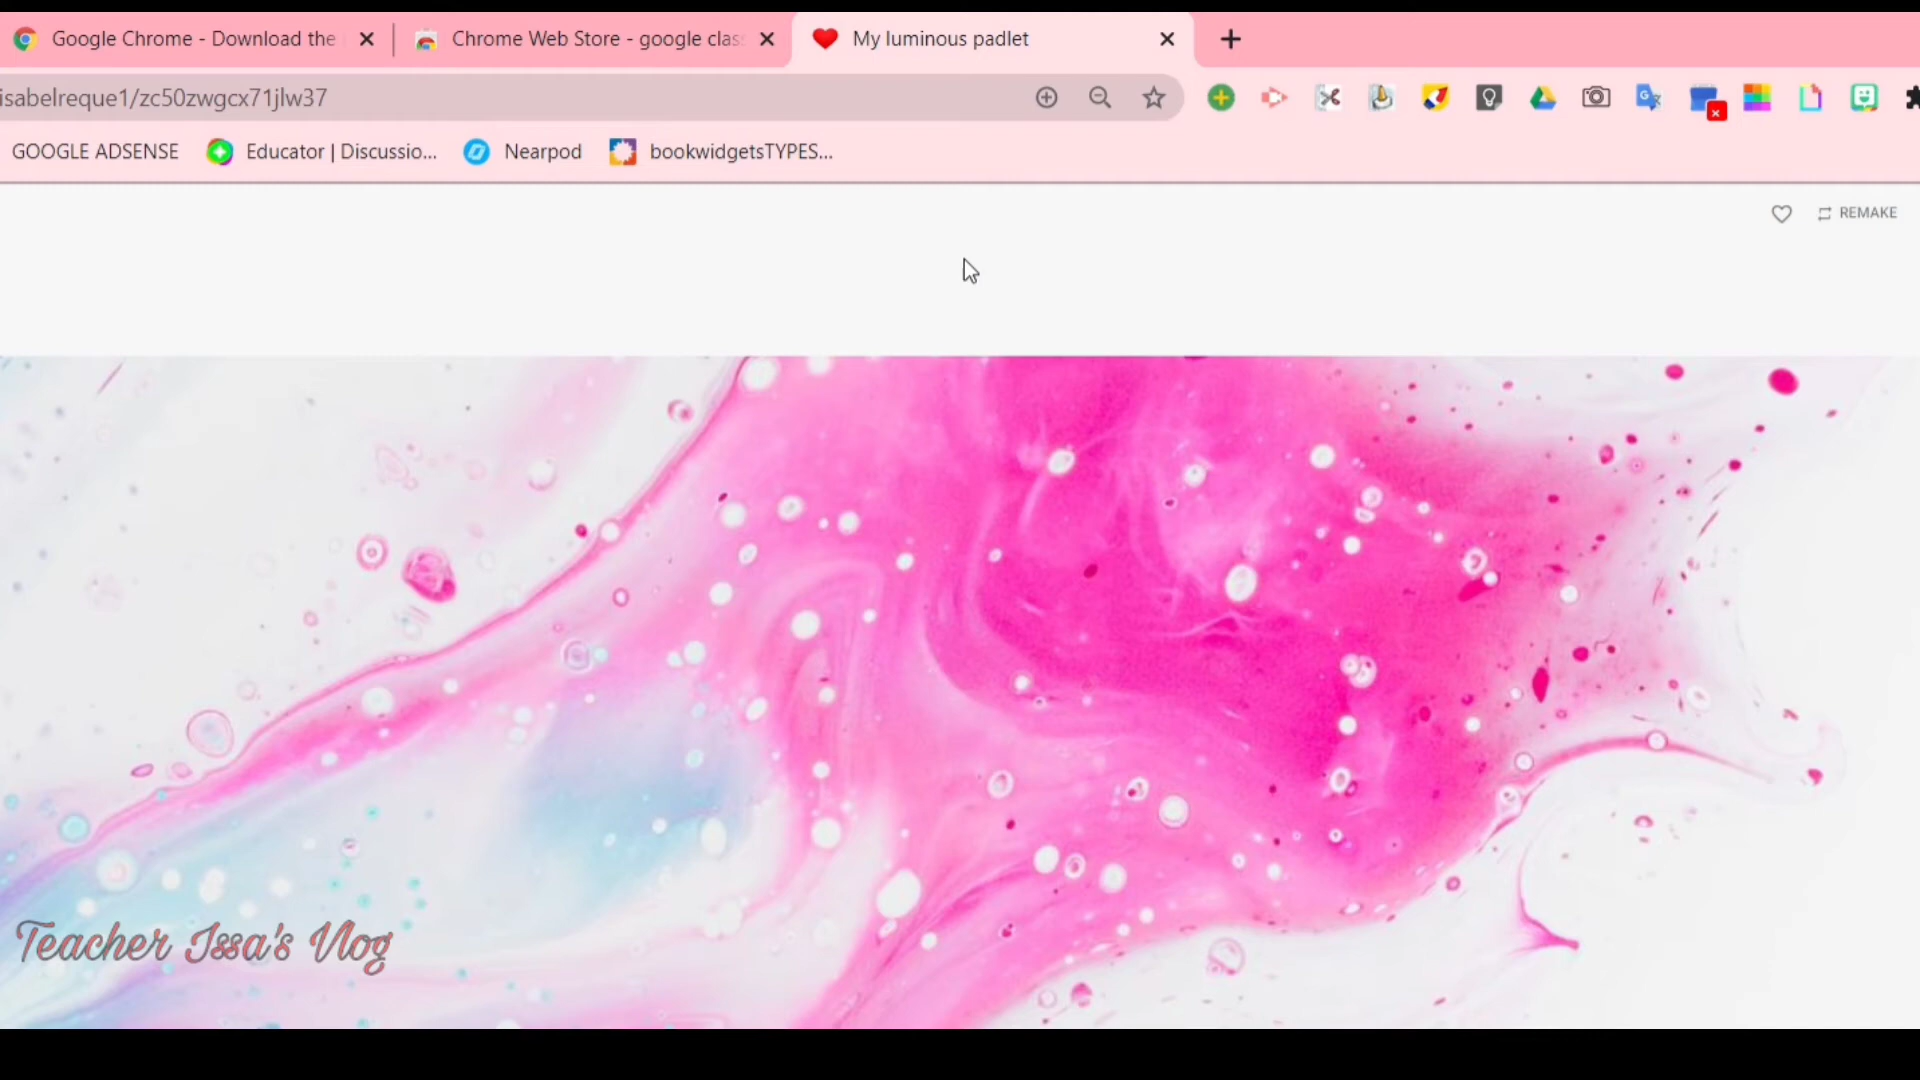 Google Chrome - Download the
Chrome Web Store - google clas
My luminous padlet
isabelreque1/zc50zwgcx71jlw37
GOOGLE ADSENSE
Educator | Discussio...
Nearpod
bookwidgetsTYPES...
REMAKE
Teacher Issa's Vlog